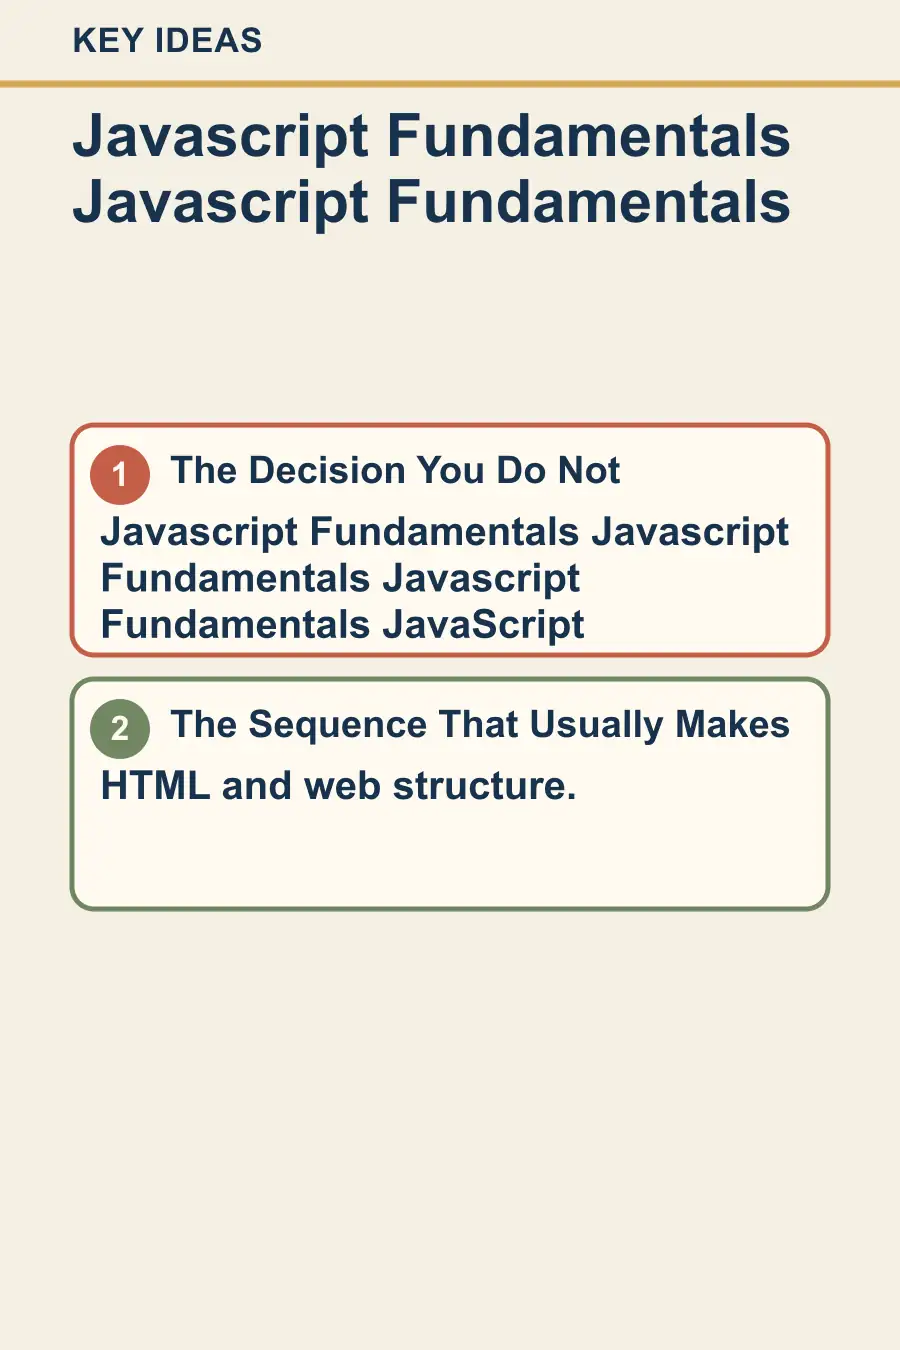 KEY IDEAS
Javascript Fundamentals
Javascript Fundamentals
1 The Decision You Do Not
Javascript Fundamentals Javascript
Fundamentals Javascript
Fundamentals JavaScript
2 The Sequence That Usually Makes
HTML and web structure.